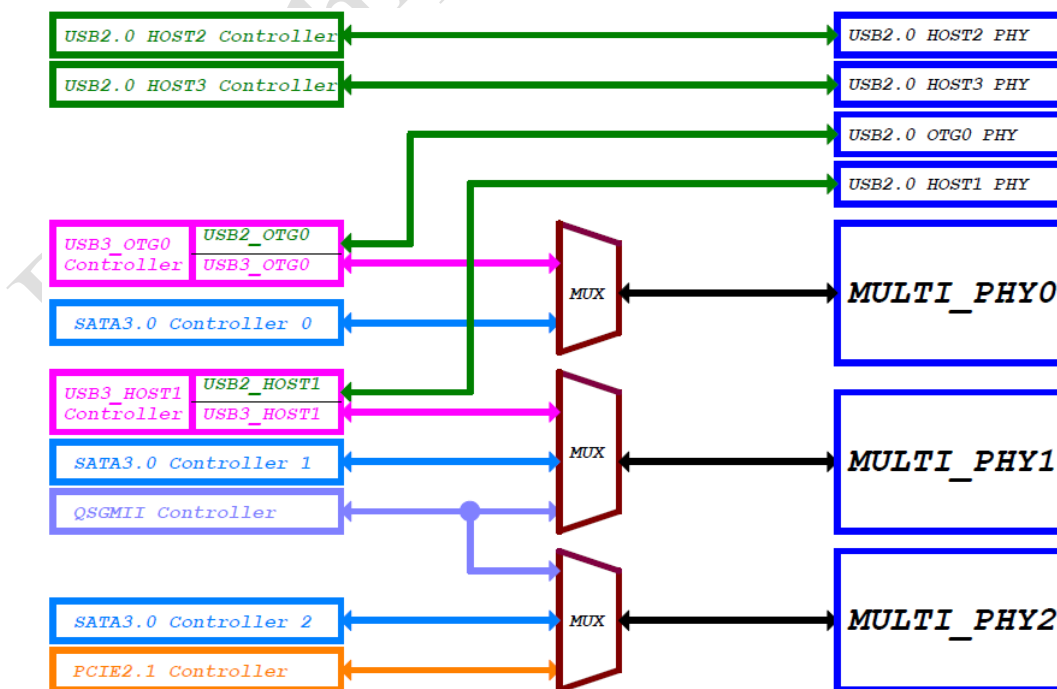 USB2.0 HOST2 Controller
USB2.0 HOST2 PHY
USB2.0 HOST3 Controller
USB2.0 HOST3 PHY
USB2.0 OTG0 PHY
USB2.0 HOST1 PHY
USB3_OTG0
Controller
USB2_OTG0
USB3_OTG0
SATA3.0 Controller 0
MUX
MULTI_PHY0
USB3_HOST1
Controller
USB2_HOST1
USB3_HOST1
SATA3.0 Controller 1
QSGMII Controller
MUX
MULTI_PHY1
SATA3.0 Controller 2
PCIE2.1 Controller
MUX
MULTI_PHY2